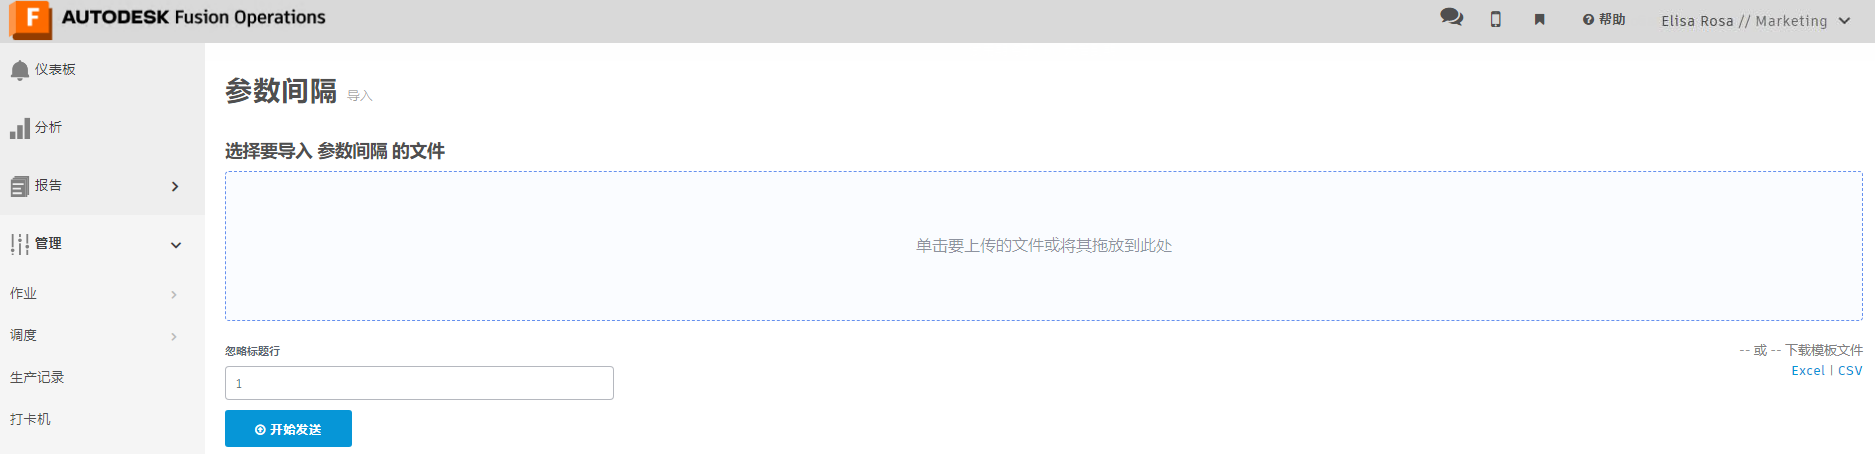 AUTODESK Fusion Operations
帮助
Elisa Rosa // Marketing
仪表板
分析
报告
管理
作业
调度
生产记录
打卡机
参数间隔 导入
选择要导入 参数间隔 的文件
单击要上传的文件或将其拖放到此处
忽略标题行
1
开始发送
-- 或 -- 下载模板文件
Excel | CSV